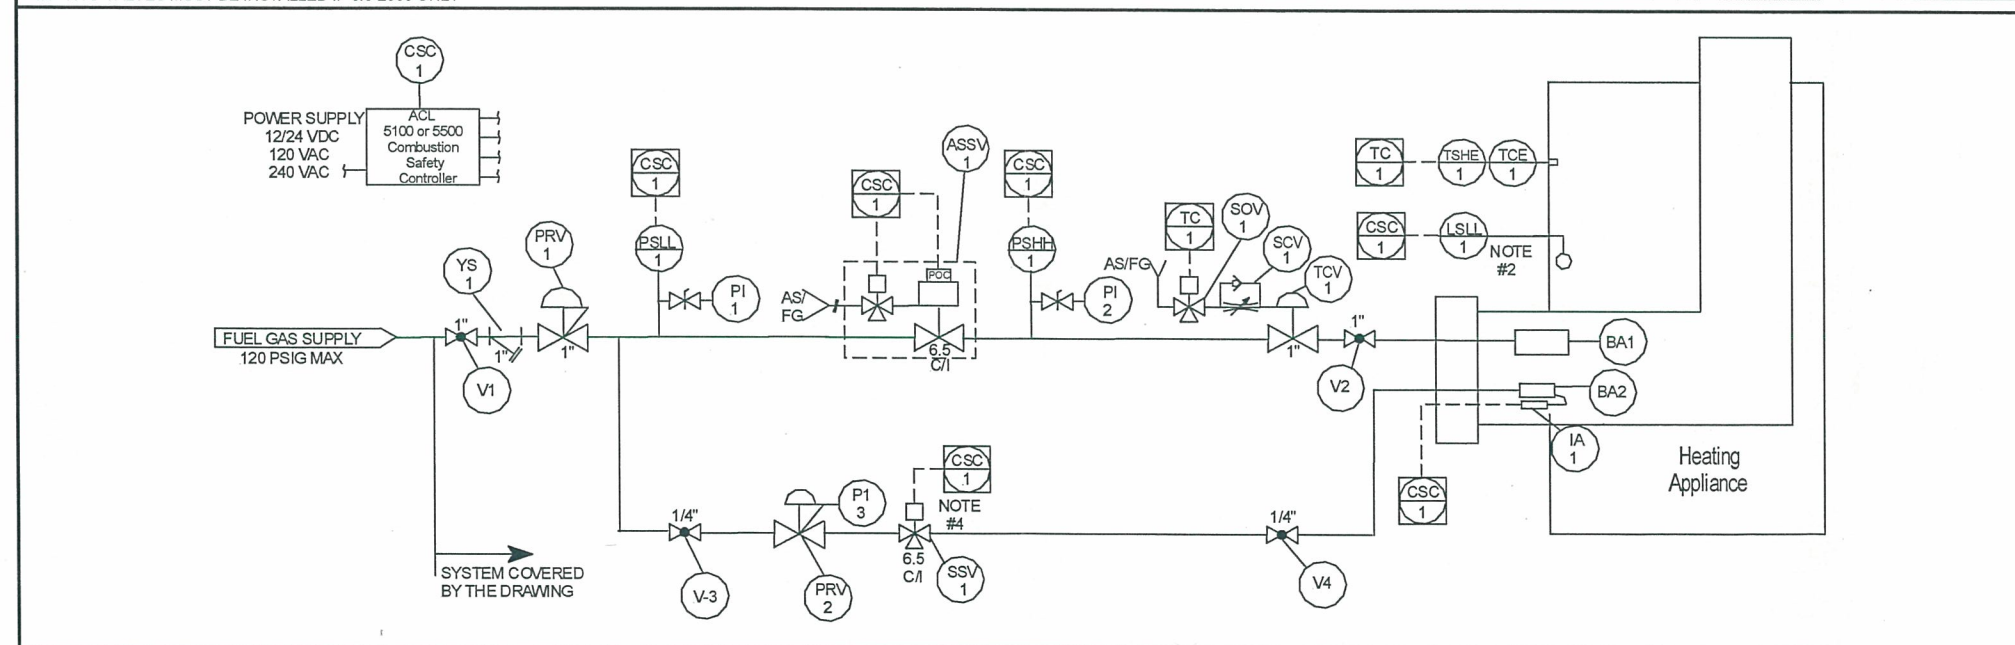 CSC
1
POWER SUPPLY
12/24 VDC
120 VAC
240 VAC
ACL
5100 or 5500
Combustion
Safety
Controller
FUEL GAS SUPPLY
120 PSIG MAX
YS
1
1"
1"
V1
PRV
1
1"
CSC
1
PSLL
1
PI
1
CSC
1
ASSV
1
POC
AS/
FG
6.5
C/I
CSC
1
PSHH
1
PI
2
TC
1
SOV
1
SCV
1
TCV
1
AS/FG
1"
1"
V2
TC
1
TSHE
1
TCE
1
CSC
1
LSLL
1
NOTE
#2
BA1
BA2
IA
1
CSC
1
Heating
Appliance
SYSTEM COVERED
BY THE DRAWING
1/4"
V-3
P1
3
PRV
2
CSC
1
NOTE
#4
6.5
C/I
SSV
1
1/4"
V4